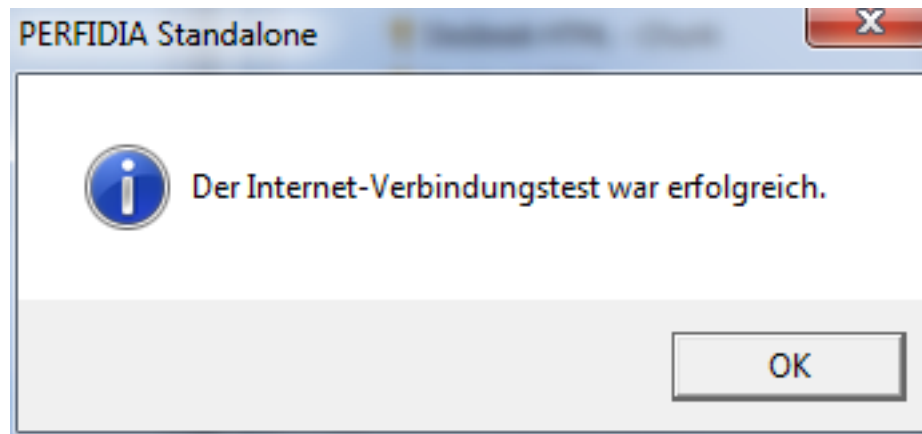 PERFIDIA Standalone
Der Internet-Verbindungstest war erfolgreich.
OK